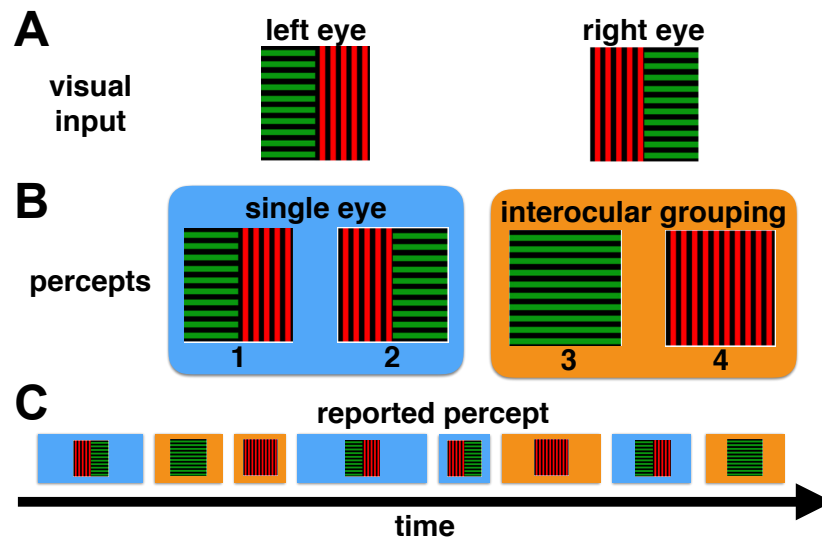 A
left eye
right eye
visual
input
B
single eye
interocular grouping
percepts
1
2
3
4
C
reported percept
time